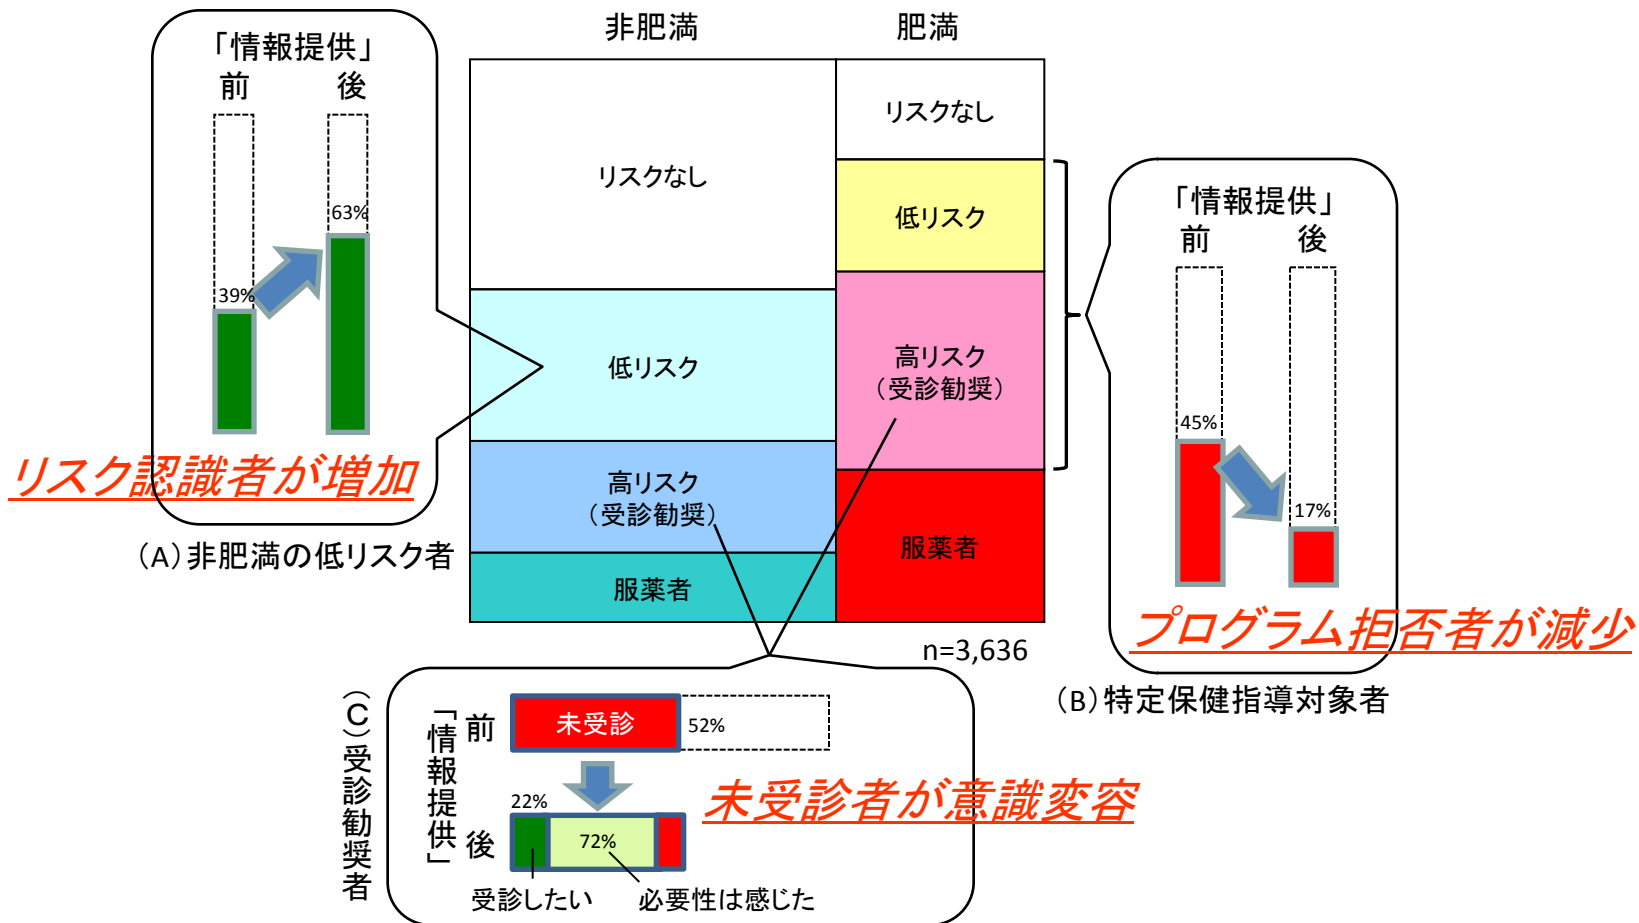 非肥満
肥満
「情報提供」
前
後
39%
63%
リスク認識者が増加
（A）非肥満の低リスク者
リスクなし
低リスク
高リスク
（受診勧奨）
服薬者
リスクなし
低リスク
高リスク
（受診勧奨）
服薬者
n=3,636
「情報提供」
前
後
45%
17%
プログラム拒否者が減少
（B）特定保健指導対象者
（C）受診勧奨者
「情報提供」
前
未受診
52%
後
22%
72%
受診したい
必要性は感じた
未受診者が意識変容